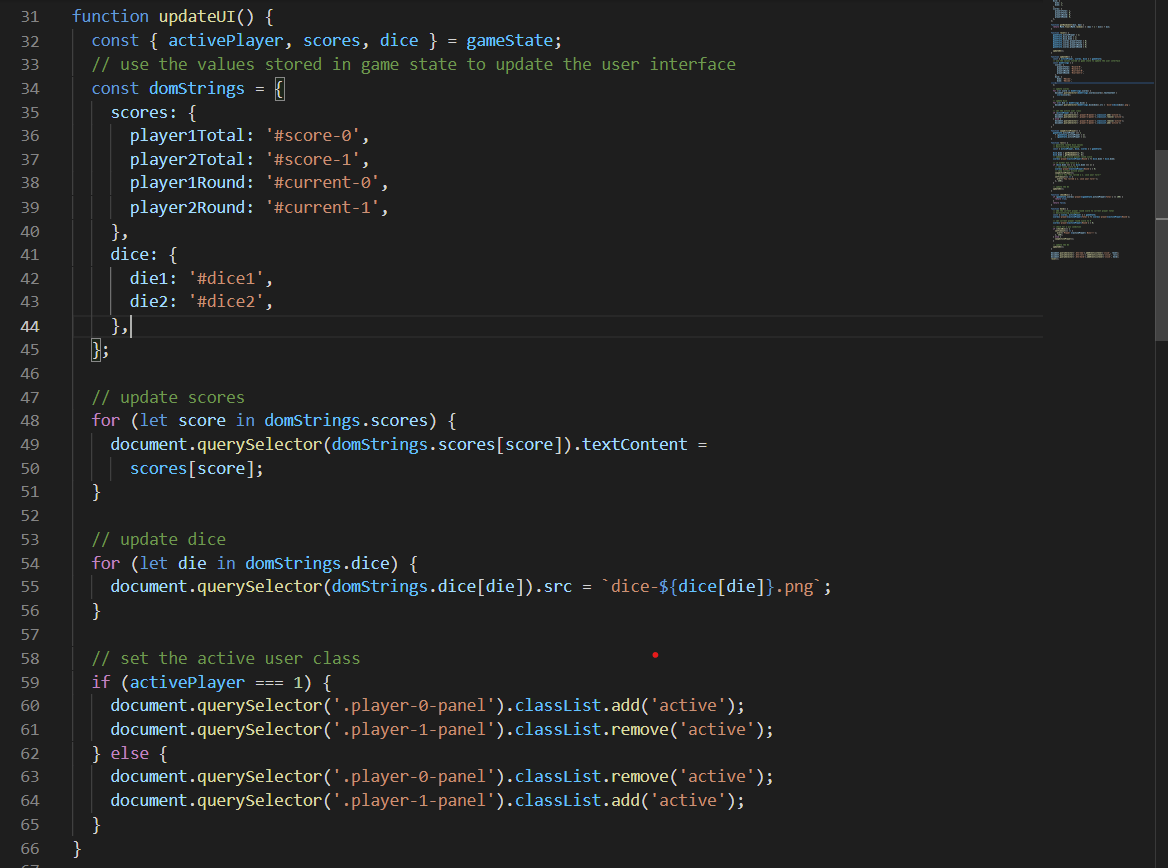 31 function updateUI() {
32   const { activePlayer, scores, dice } = gameState;
33   // use the values stored in game state to update the user interface
34   const domStrings = {
35     scores: {
36       player1Total: '#score-0',
37       player2Total: '#score-1',
38       player1Round: '#current-0',
39       player2Round: '#current-1',
40     },
41     dice: {
42       die1: '#dice1',
43       die2: '#dice2',
44     },
45   };
46
47   // update scores
48   for (let score in domStrings.scores) {
49     document.querySelector(domStrings.scores[score]).textContent =
50       scores[score];
51   }
52
53   // update dice
54   for (let die in domStrings.dice) {
55     document.querySelector(domStrings.dice[die]).src = `dice-${dice[die]}.png`;
56   }
57
58   // set the active user class
59   if (activePlayer === 1) {
60     document.querySelector('.player-0-panel').classList.add('active');
61     document.querySelector('.player-1-panel').classList.remove('active');
62   } else {
63     document.querySelector('.player-0-panel').classList.remove('active');
64     document.querySelector('.player-1-panel').classList.add('active');
65   }
66 }